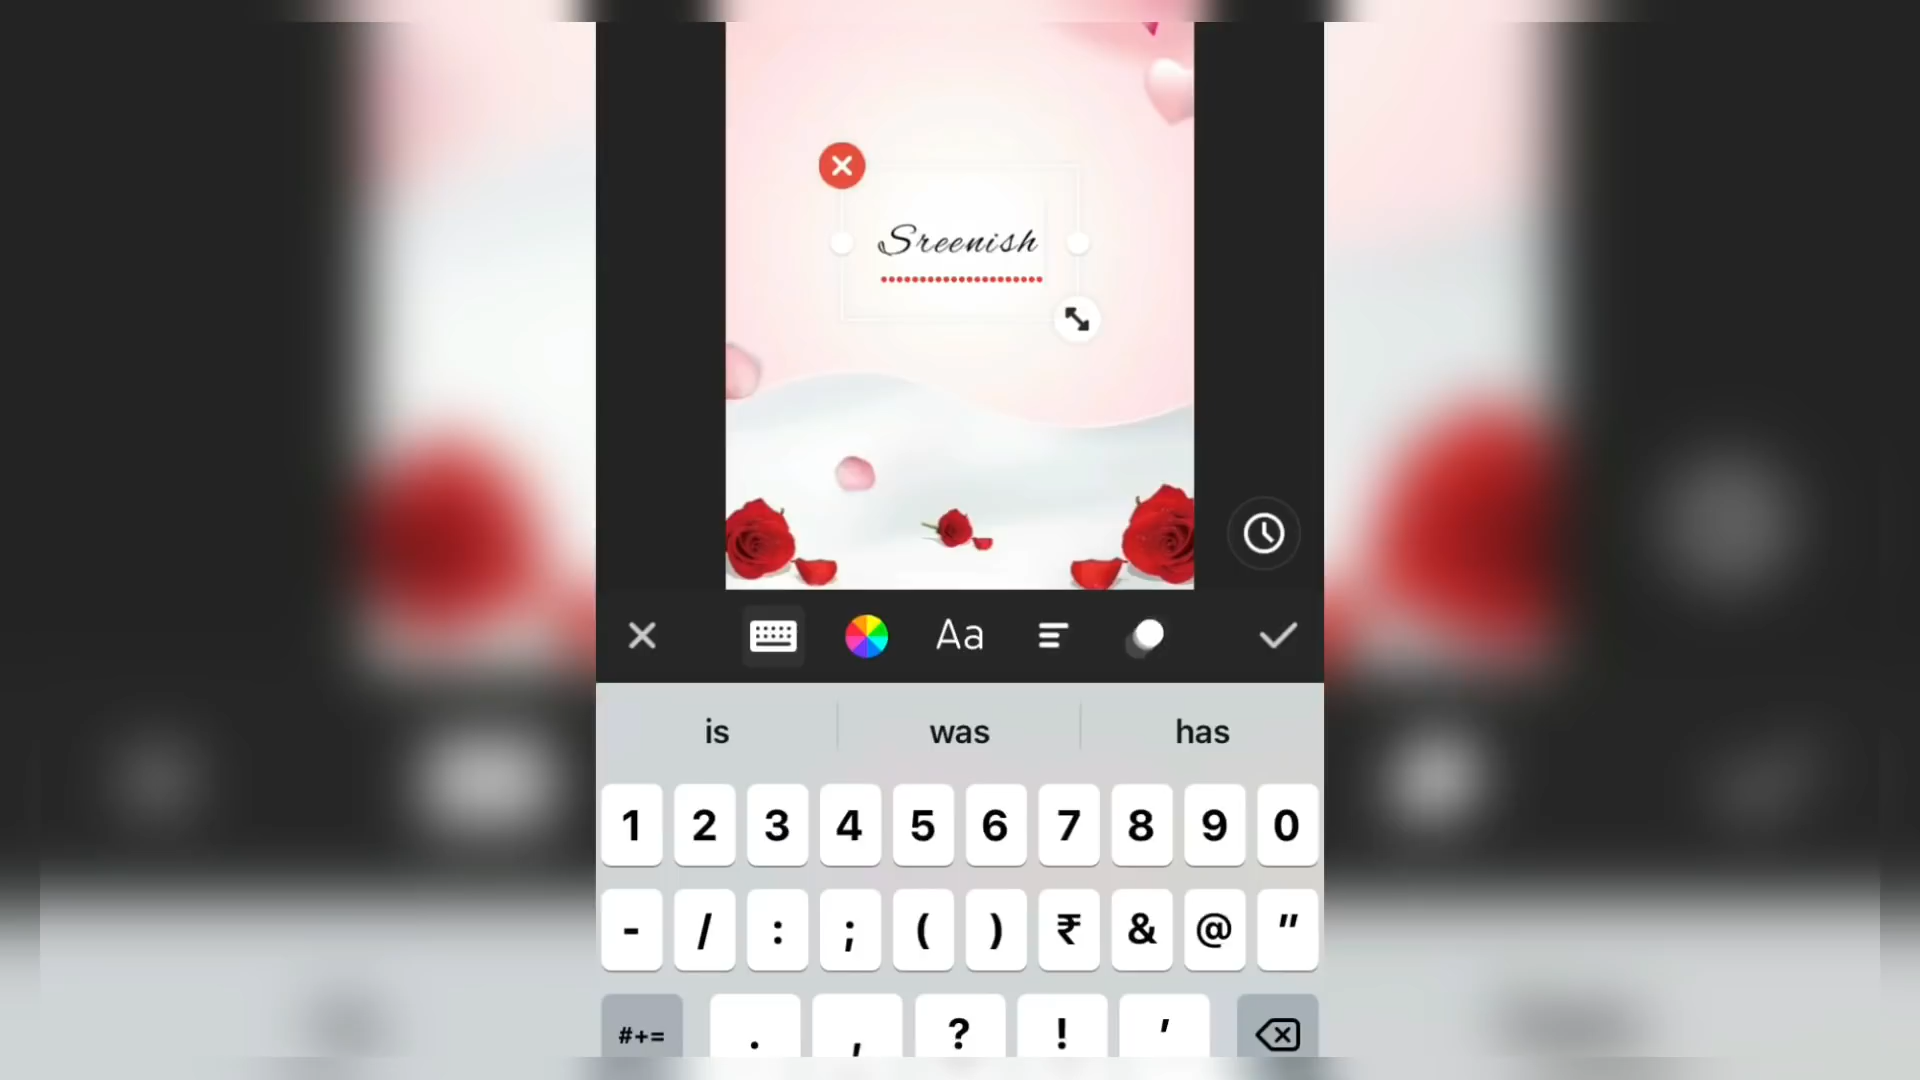 Sreenish
Aa
is was has
1 2 3 4 5 6 7 8 9 0
- / : ; ( ) ₹ & @ "
#+= . , ? ! '